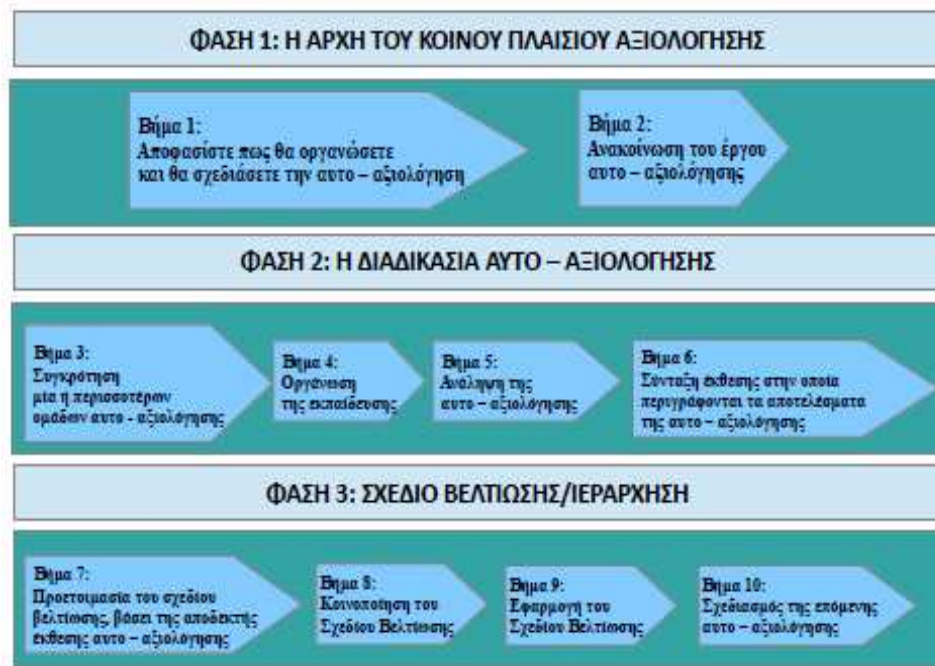 ΦΑΣΗ 1: Η ΑΡΧΗ ΤΟΥ ΚΟΙΝΟΥ ΠΛΑΙΣΙΟΥ ΑΞΙΟΛΟΓΗΣΗΣ
Βήμα 1:
Αποφασίστε πως θα οργανώσετε
και θα σχεδιάσετε την αυτο – αξιολόγηση
Βήμα 2:
Ανακοίνωση του έργου
αυτο – αξιολόγησης
ΦΑΣΗ 2: Η ΔΙΑΔΙΚΑΣΙΑ ΑΥΤΟ – ΑΞΙΟΛΟΓΗΣΗΣ
Βήμα 3:
Συγκρότηση
μια ή περισσοτέρων
ομάδων αυτο - αξιολόγησης
Βήμα 4:
Οργάνωση
της εκπαίδευσης
Βήμα 5:
Ανάληψη της
αυτο – αξιολόγησης
Βήμα 6:
Σύνταξη έκθεσης στην οποία
περιγράφονται τα αποτελέσματα
της αυτο – αξιολόγησης
ΦΑΣΗ 3: ΣΧΕΔΙΟ ΒΕΛΤΙΩΣΗΣ/ΙΕΡΑΡΧΗΣΗ
Βήμα 7:
Προετοιμασία του σχεδίου
βελτίωσης, βάσει της αποδεκτής
έκθεσης αυτο – αξιολόγησης
Βήμα 8:
Κοινοποίηση του
Σχεδίου Βελτίωσης
Βήμα 9:
Εφαρμογή του
Σχεδίου Βελτίωσης
Βήμα 10:
Σχεδιασμός της επόμενης
αυτο – αξιολόγησης